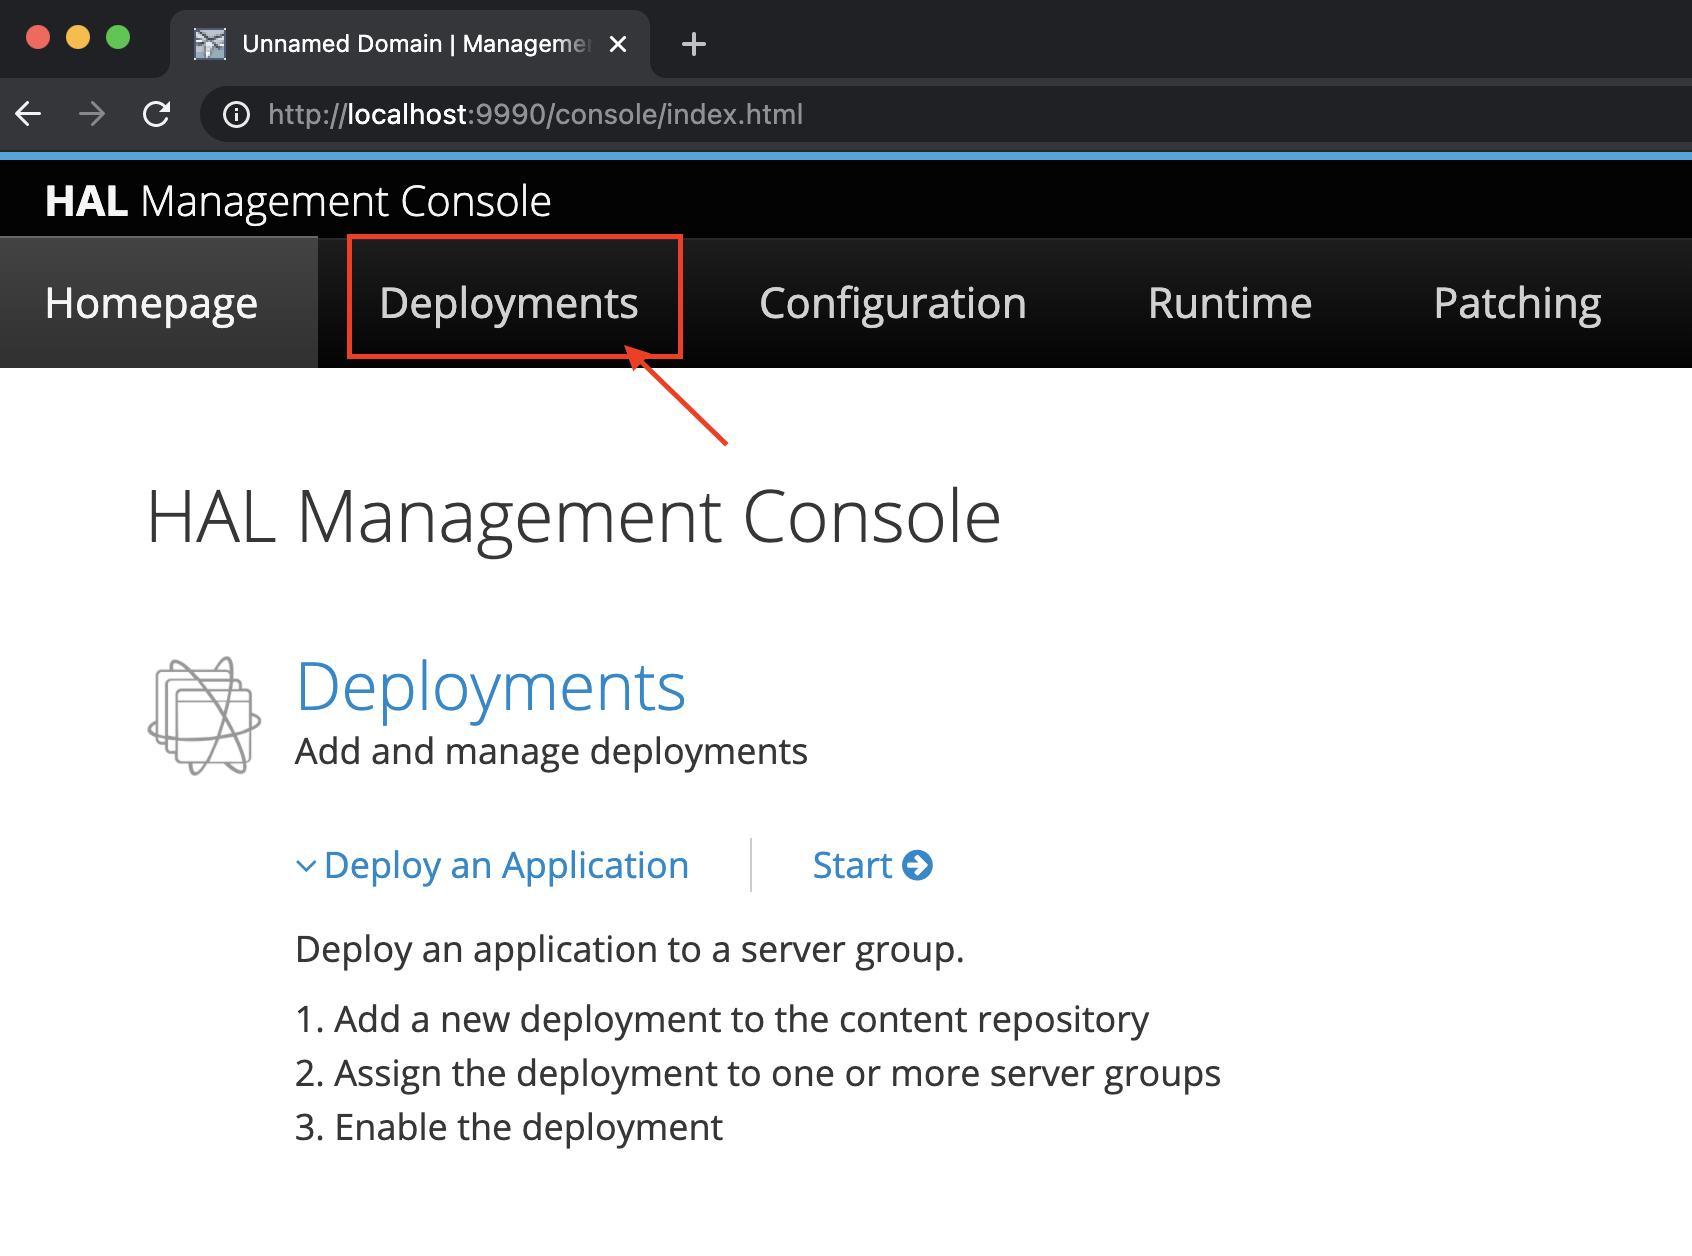 Unnamed Domain | Manageme
http://localhost:9990/console/index.html
HAL Management Console
Homepage Deployments Configuration Runtime Patching
HAL Management Console
Deployments
Add and manage deployments
Deploy an Application Start
Deploy an application to a server group.
1. Add a new deployment to the content repository
2. Assign the deployment to one or more server groups
3. Enable the deployment